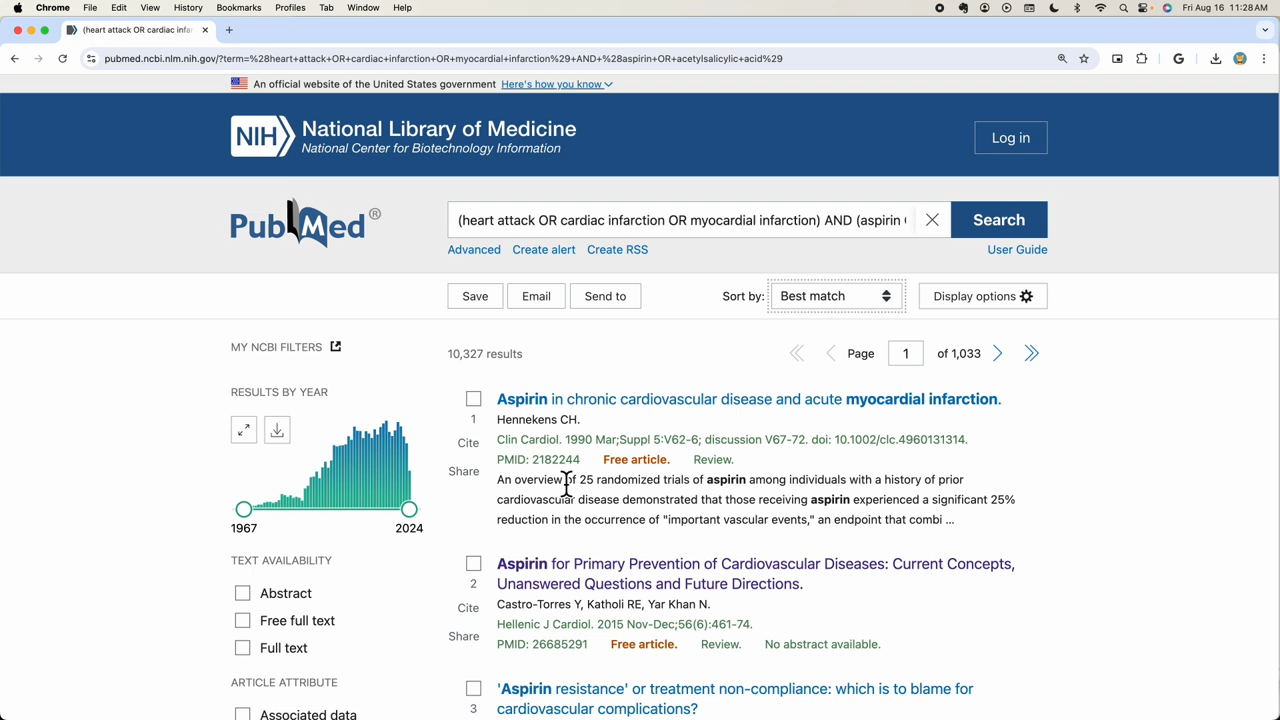 Chrome File Edit View History Bookmarks Profiles Tab Window Help Fri Aug 16 11:28 AM
(heart attack OR cardiac infar
pubmed.ncbi.nlm.nih.gov/?term=%28heart+attack+OR+cardiac+infarction+OR+myocardial+infarction%29+AND+%28aspirin+OR+acetylsalicylic+acid%29
An official website of the United States government Here's how you know
NIH National Library of Medicine
National Center for Biotechnology Information
Log in
PubMed®
(heart attack OR cardiac infarction OR myocardial infarction) AND (aspirin
Search
Advanced Create alert Create RSS User Guide
Save Email Send to Sort by: Best match Display options
MY NCBI FILTERS
10,327 results Page 1 of 1,033
RESULTS BY YEAR
1967 2024
TEXT AVAILABILITY
Abstract
Free full text
Full text
ARTICLE ATTRIBUTE
Associated data
Aspirin in chronic cardiovascular disease and acute myocardial infarction.
1 Hennekens CH.
Cite Clin Cardiol. 1990 Mar;Suppl 5:V62-6; discussion V67-72. doi: 10.1002/clc.4960131314.
PMID: 2182244 Free article. Review.
Share
An overview of 25 randomized trials of aspirin among individuals with a history of prior
cardiovascular disease demonstrated that those receiving aspirin experienced a significant 25%
reduction in the occurrence of "important vascular events," an endpoint that combi ...
Aspirin for Primary Prevention of Cardiovascular Diseases: Current Concepts,
2 Unanswered Questions and Future Directions.
Cite Castro-Torres Y, Katholi RE, Yar Khan N.
Hellenic J Cardiol. 2015 Nov-Dec;56(6):461-74.
Share PMID: 26685291 Free article. Review. No abstract available.
'Aspirin resistance' or treatment non-compliance: which is to blame for
3 cardiovascular complications?